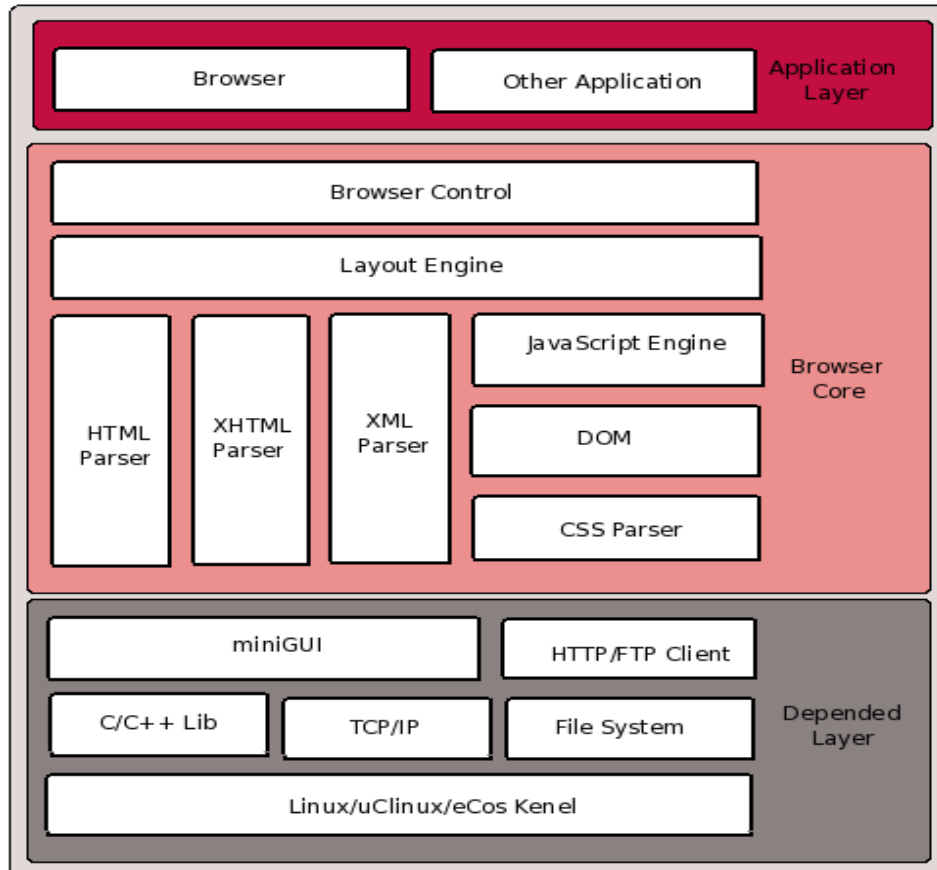 Browser
Other Application
Application
Layer
Browser Control
Layout Engine
HTML
Parser
XHTML
Parser
XML
Parser
JavaScript Engine
DOM
CSS Parser
Browser
Core
miniGUI
HTTP/FTP Client
C/C++ Lib
TCP/IP
File System
Depended
Layer
Linux/uClinux/eCos Kenel